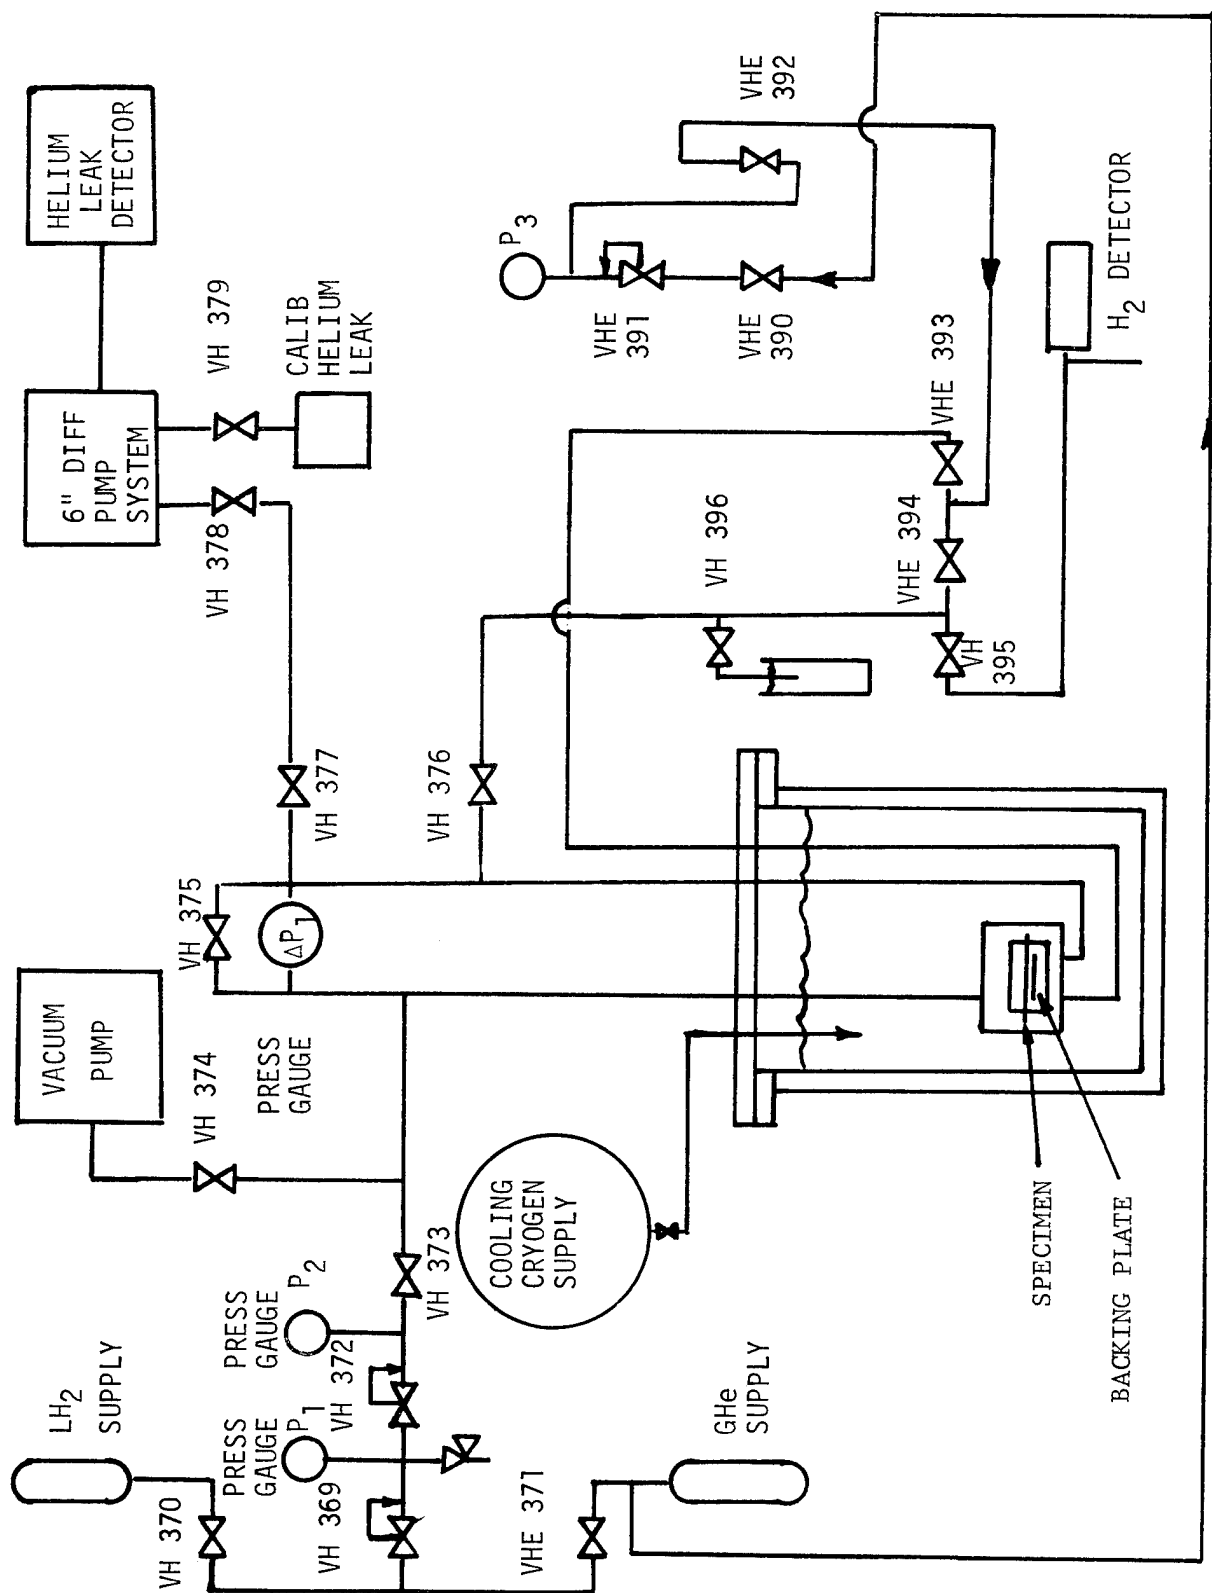 LH2
SUPPLY
VH 370
PRESS
GAUGE P1
VH 369
PRESS
GAUGE P2
VH 372
VHE 371
GHe
SUPPLY
VH 373
COOLING
CRYOGEN
SUPPLY
VACUUM
PUMP
VH 374
PRESS
GAUGE
VH 375
ΔP1
VH 377
VH 376
SPECIMEN
BACKING PLATE
6" DIFF
PUMP
SYSTEM
HELIUM
LEAK
DETECTOR
VH 378
VH 379
CALIB
HELIUM
LEAK
VH 396
VHE 394
VH
395
VHE 393
P3
VHE
391
VHE
390
VHE
392
H2 DETECTOR